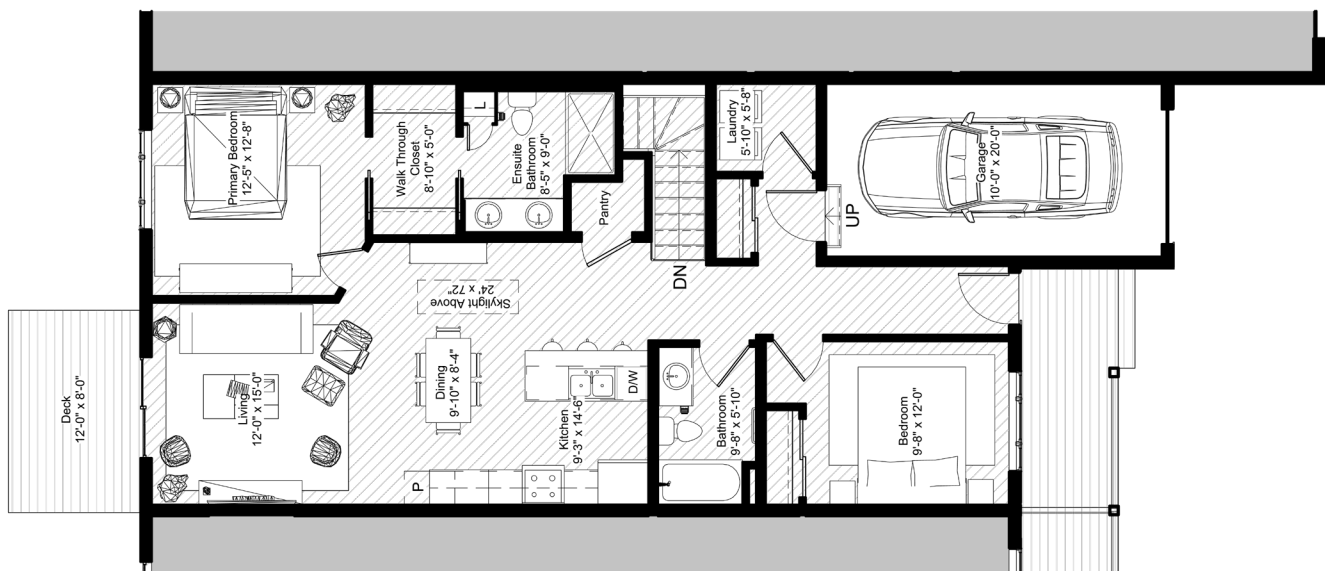 Primary Bedroom
12'-5" x 12'-8"
Walk Through
Closet
8'-10" x 5'-0"
L
Ensuite
Bathroom
8'-5" x 9'-0"
Pantry
DN
Laundry
5'-10" x 5'-8"
UP
Garage
10'-0" x 20'-0"
Skylight Above
24' x 72"
Deck
12'-0" x 8'-0"
Living
12'-0" x 15'-0"
Dining
9'-10" x 8'-4"
Kitchen
9'-3" x 14'-6"
D/W
P
Bathroom
9'-8" x 5'-10"
Bedroom
9'-8" x 12'-0"